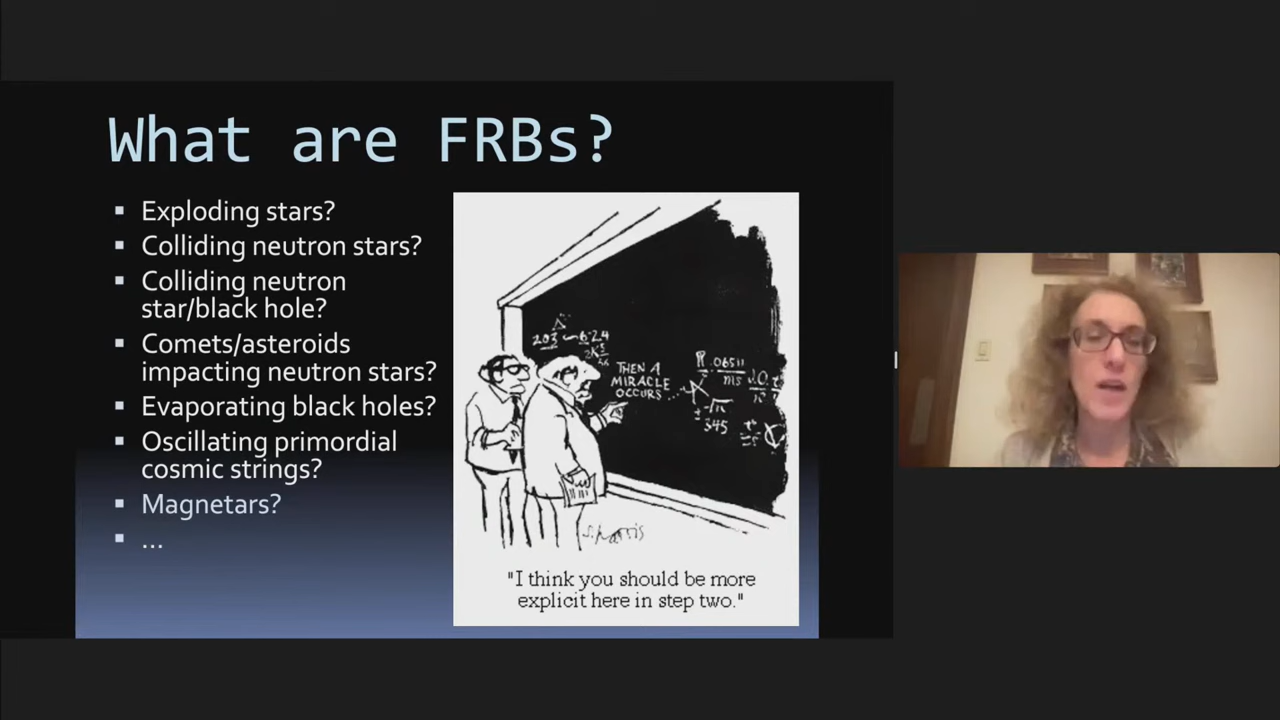 What are FRBs?
▪ Exploding stars?
▪ Colliding neutron stars?
▪ Colliding neutron
star/black hole?
▪ Comets/asteroids
impacting neutron stars?
▪ Evaporating black holes?
▪ Oscillating primordial
cosmic strings?
▪ Magnetars?
▪ ...
THEN A
MIRACLE
OCCURS...
S. Harris
"I think you should be more
explicit here in step two."